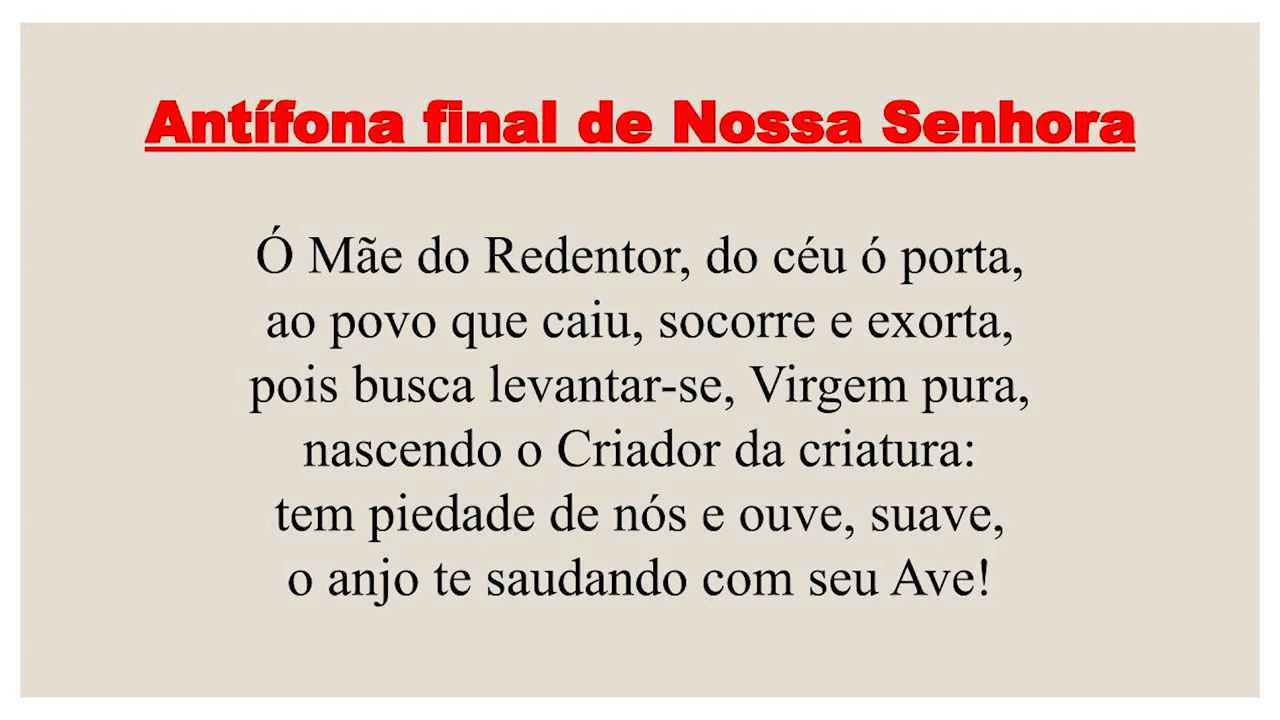 Antífona final de Nossa Senhora
Ó Mãe do Redentor, do céu ó porta,
ao povo que caiu, socorre e exorta,
pois busca levantar-se, Virgem pura,
nascendo o Criador da criatura:
tem piedade de nós e ouve, suave,
o anjo te saudando com seu Ave!